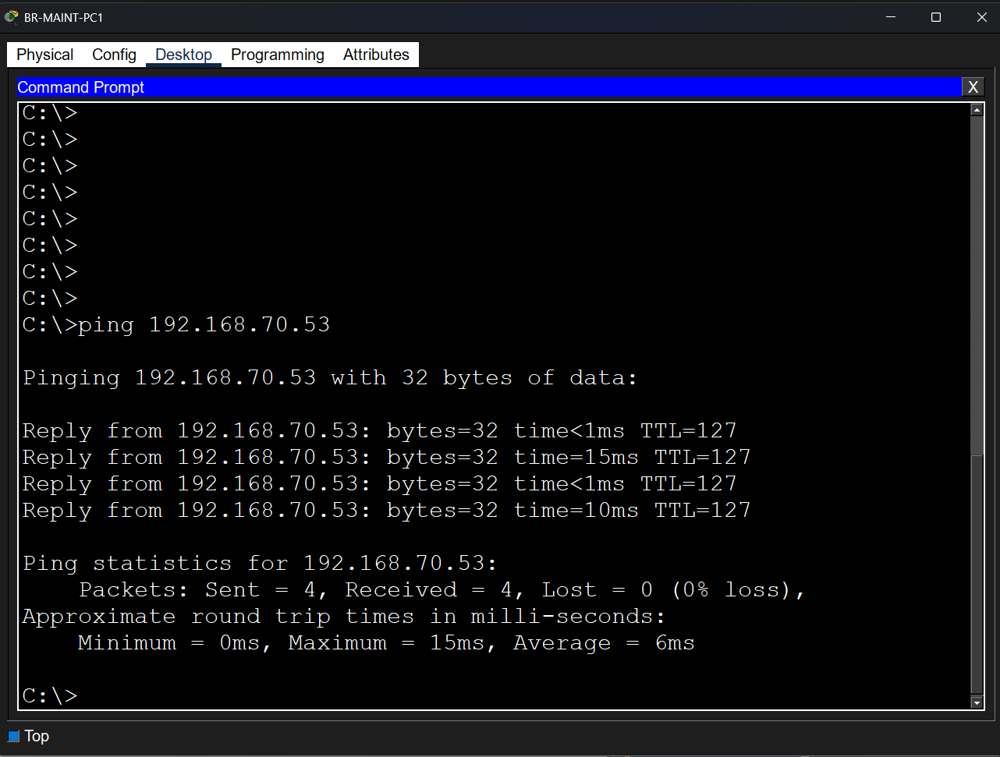 BR-MAINT-PC1
Physical Config Desktop Programming Attributes
Command Prompt X
C:\>
C:\>
C:\>
C:\>
C:\>
C:\>
C:\>
C:\>
C:\>ping 192.168.70.53
Pinging 192.168.70.53 with 32 bytes of data:
Reply from 192.168.70.53: bytes=32 time<1ms TTL=127
Reply from 192.168.70.53: bytes=32 time=15ms TTL=127
Reply from 192.168.70.53: bytes=32 time<1ms TTL=127
Reply from 192.168.70.53: bytes=32 time=10ms TTL=127
Ping statistics for 192.168.70.53:
    Packets: Sent = 4, Received = 4, Lost = 0 (0% loss),
Approximate round trip times in milli-seconds:
    Minimum = 0ms, Maximum = 15ms, Average = 6ms
C:\>
Top